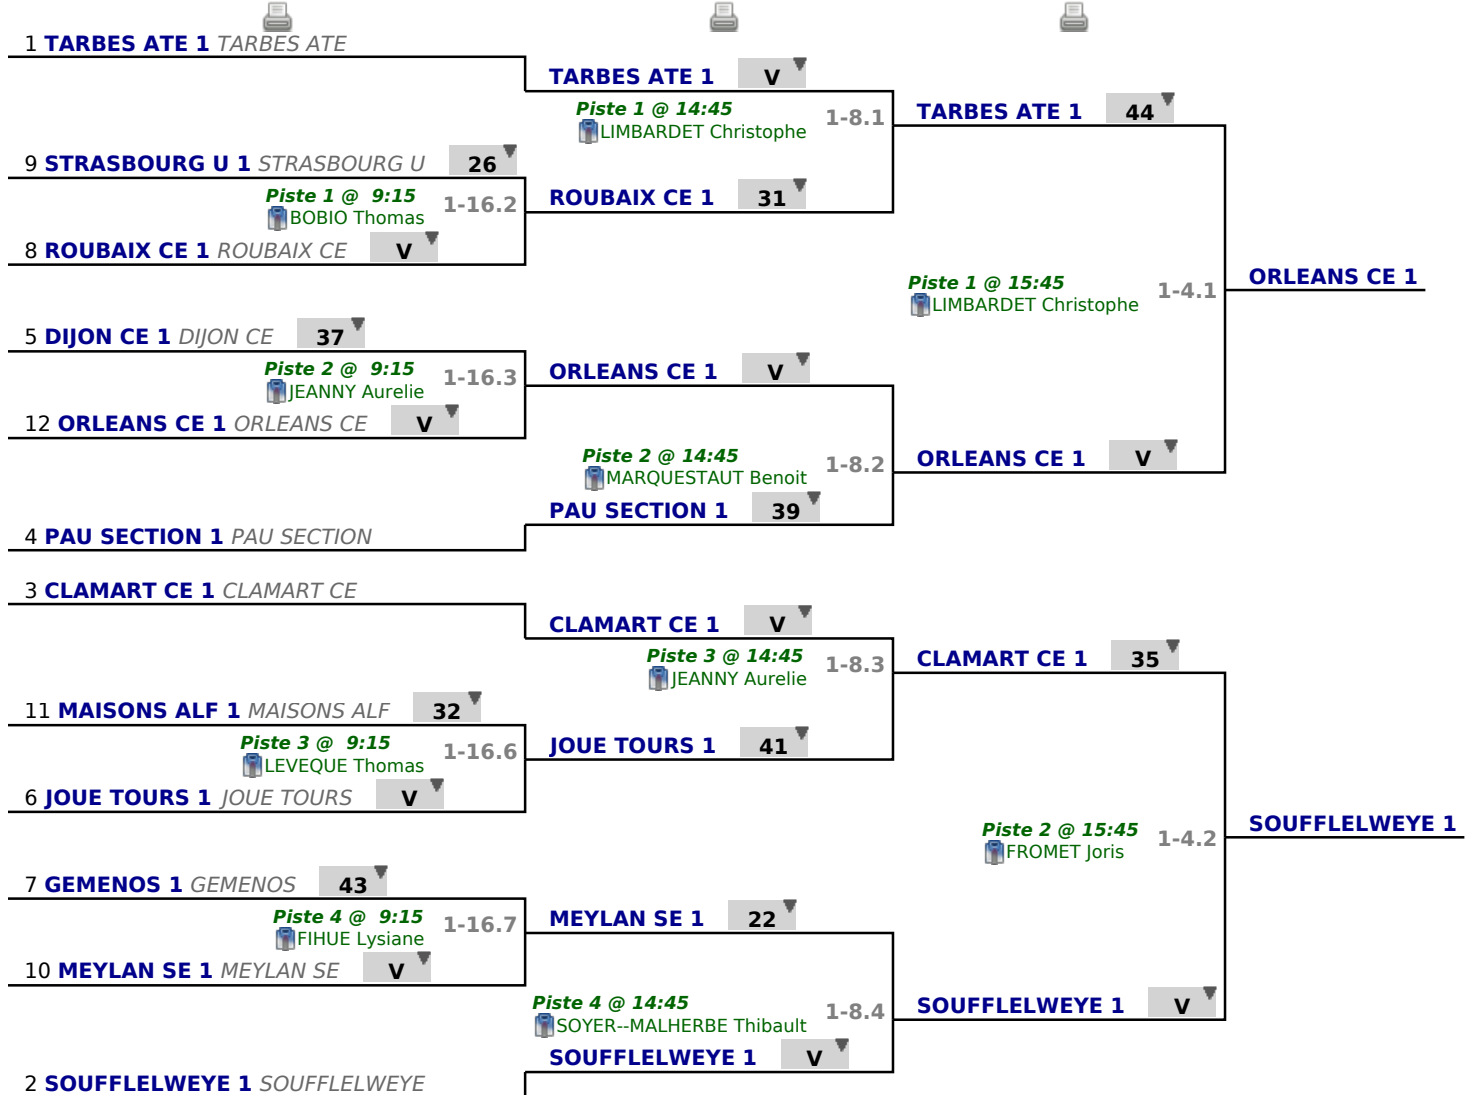 1 TARBES ATE 1 TARBES ATE
TARBES ATE 1 V
Piste 1 @ 14:45
LIMBARDET Christophe
1-8.1
TARBES ATE 1 44
9 STRASBOURG U 1 STRASBOURG U 26
Piste 1 @ 9:15
BOBIO Thomas
1-16.2
ROUBAIX CE 1 31
8 ROUBAIX CE 1 ROUBAIX CE V
Piste 1 @ 15:45
LIMBARDET Christophe
1-4.1
ORLEANS CE 1
5 DIJON CE 1 DIJON CE 37
Piste 2 @ 9:15
JEANNY Aurelie
1-16.3
ORLEANS CE 1 V
12 ORLEANS CE 1 ORLEANS CE V
Piste 2 @ 14:45
MARQUESTAUT Benoit
1-8.2
ORLEANS CE 1 V
PAU SECTION 1 39
4 PAU SECTION 1 PAU SECTION
3 CLAMART CE 1 CLAMART CE
CLAMART CE 1 V
Piste 3 @ 14:45
JEANNY Aurelie
1-8.3
CLAMART CE 1 35
11 MAISONS ALF 1 MAISONS ALF 32
Piste 3 @ 9:15
LEVEQUE Thomas
1-16.6
JOUE TOURS 1 41
6 JOUE TOURS 1 JOUE TOURS V
Piste 2 @ 15:45
FROMET Joris
1-4.2
SOUFFLELWEYE 1
7 GEMENOS 1 GEMENOS 43
Piste 4 @ 9:15
FIHUE Lysiane
1-16.7
MEYLAN SE 1 22
10 MEYLAN SE 1 MEYLAN SE V
Piste 4 @ 14:45
SOYER--MALHERBE Thibault
1-8.4
SOUFFLELWEYE 1 V
SOUFFLELWEYE 1 V
2 SOUFFLELWEYE 1 SOUFFLELWEYE